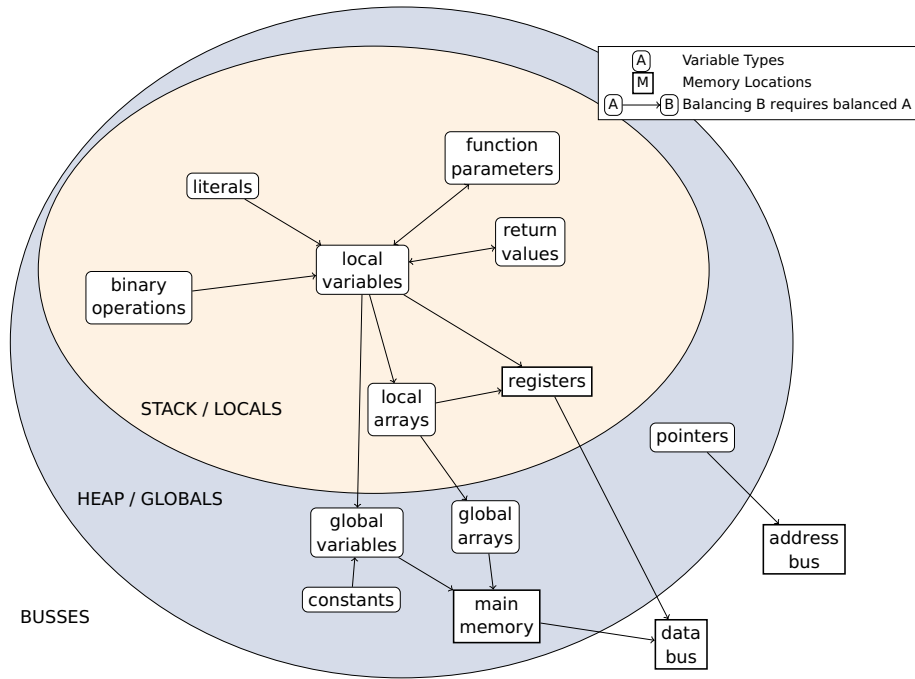 A Variable Types
M Memory Locations
A B Balancing B requires balanced A
function
parameters
literals
return
values
local
variables
binary
operations
registers
local
arrays
STACK / LOCALS
pointers
HEAP / GLOBALS
global
variables
global
arrays
address
bus
constants
main
memory
BUSSES
data
bus